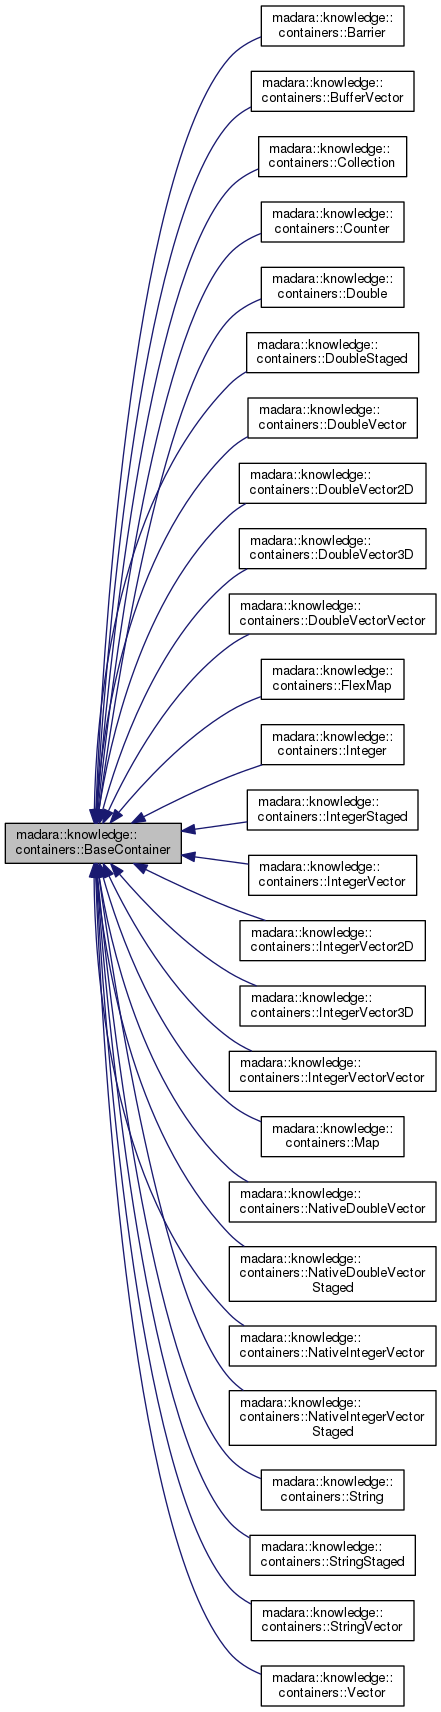 madara::knowledge::
containers::Barrier
madara::knowledge::
containers::BufferVector
madara::knowledge::
containers::Collection
madara::knowledge::
containers::Counter
madara::knowledge::
containers::Double
madara::knowledge::
containers::DoubleStaged
madara::knowledge::
containers::DoubleVector
madara::knowledge::
containers::DoubleVector2D
madara::knowledge::
containers::DoubleVector3D
madara::knowledge::
containers::DoubleVectorVector
madara::knowledge::
containers::FlexMap
madara::knowledge::
containers::Integer
madara::knowledge::
containers::IntegerStaged
madara::knowledge::
containers::BaseContainer
madara::knowledge::
containers::IntegerVector
madara::knowledge::
containers::IntegerVector2D
madara::knowledge::
containers::IntegerVector3D
madara::knowledge::
containers::IntegerVectorVector
madara::knowledge::
containers::Map
madara::knowledge::
containers::NativeDoubleVector
madara::knowledge::
containers::NativeDoubleVector
Staged
madara::knowledge::
containers::NativeIntegerVector
madara::knowledge::
containers::NativeIntegerVector
Staged
madara::knowledge::
containers::String
madara::knowledge::
containers::StringStaged
madara::knowledge::
containers::StringVector
madara::knowledge::
containers::Vector